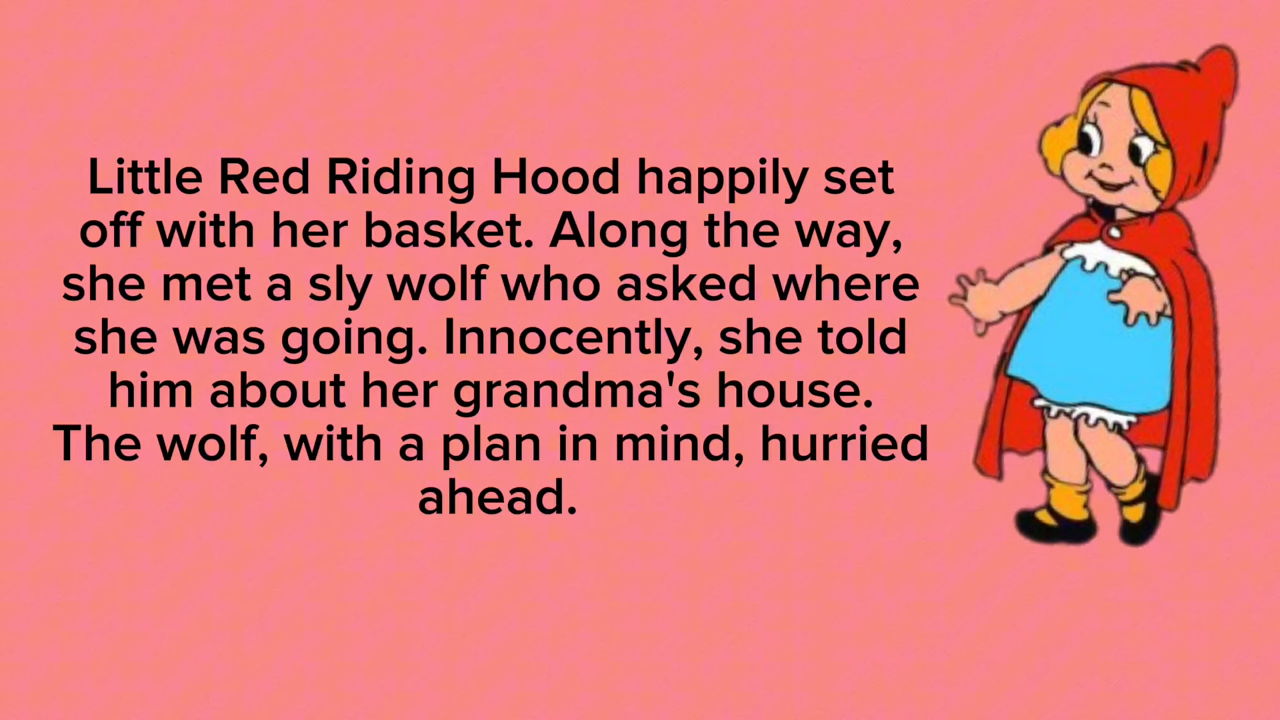 Little Red Riding Hood happily set
off with her basket. Along the way,
she met a sly wolf who asked where
she was going. Innocently, she told
him about her grandma's house.
The wolf, with a plan in mind, hurried
ahead.